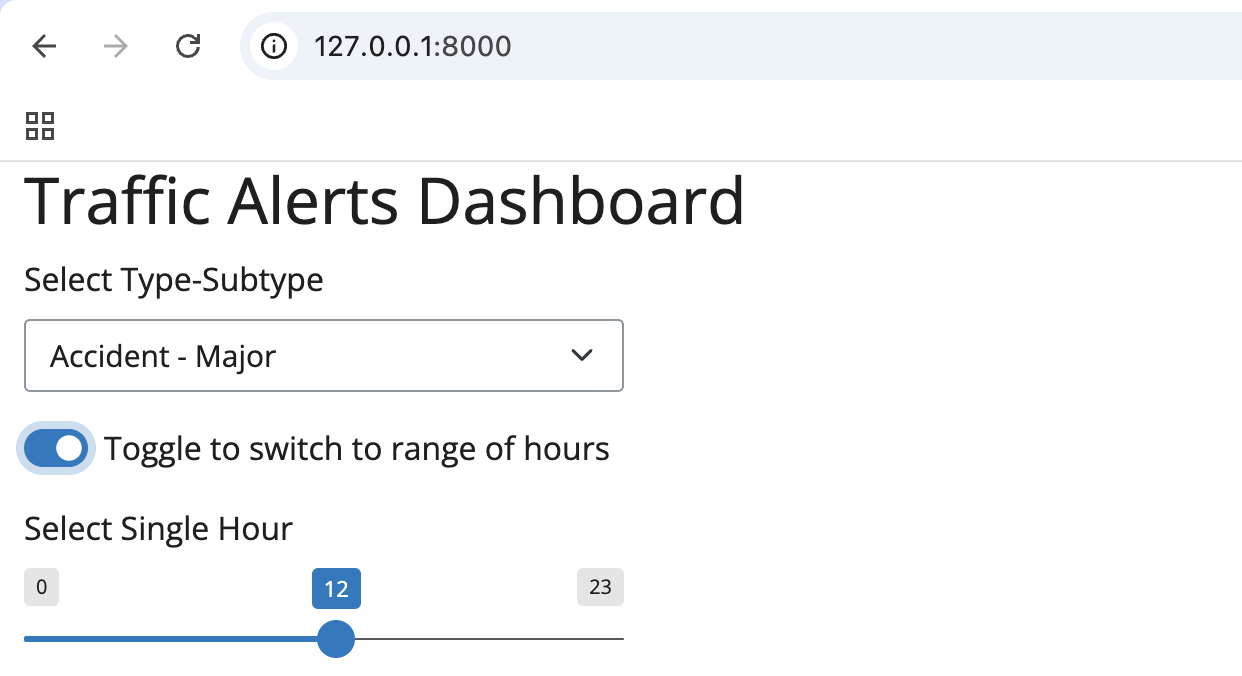 127.0.0.1:8000
Traffic Alerts Dashboard
Select Type-Subtype
Accident - Major
Toggle to switch to range of hours
Select Single Hour
0 12 23